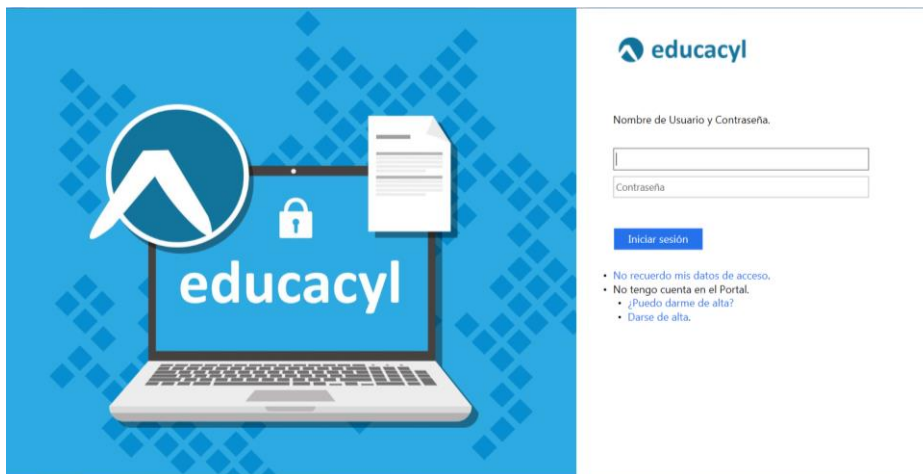 educacyl
educacyl
Nombre de Usuario y Contraseña.
Contraseña
Iniciar sesión
No recuerdo mis datos de acceso.
No tengo cuenta en el Portal.
¿Puedo darme de alta?
Darse de alta.